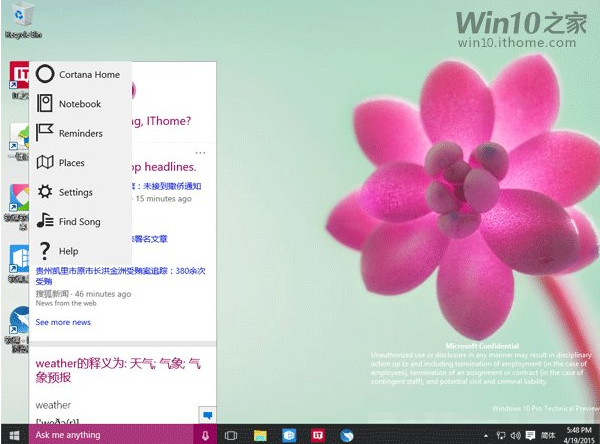 Win10之家
win10.ithome.com
Recycle Bin
Cortana Home
Notebook
Reminders
Places
Settings
Find Song
Help
ng, IThome?
op headlines.
：未接到撤侨通知
15 minutes ago
署名文章
贵州凯里市原市长洪金洲受贿案追踪：380余次
受贿
搜狐新闻 · 46 minutes ago
News from the web
See more news
weather的释义为: 天气; 气象; 气
象预报
weather
Microsoft Confidential
Unauthorized use or disclosure in any manner may result in disciplinary
action up to and including termination of employment (in the case of
employees), termination of an assignment or contract (in the case of
contingent staff), and potential civil and criminal liability.
Windows 10 Pro Technical Preview
Ask me anything
IT
简体
5:48 PM
4/19/2015